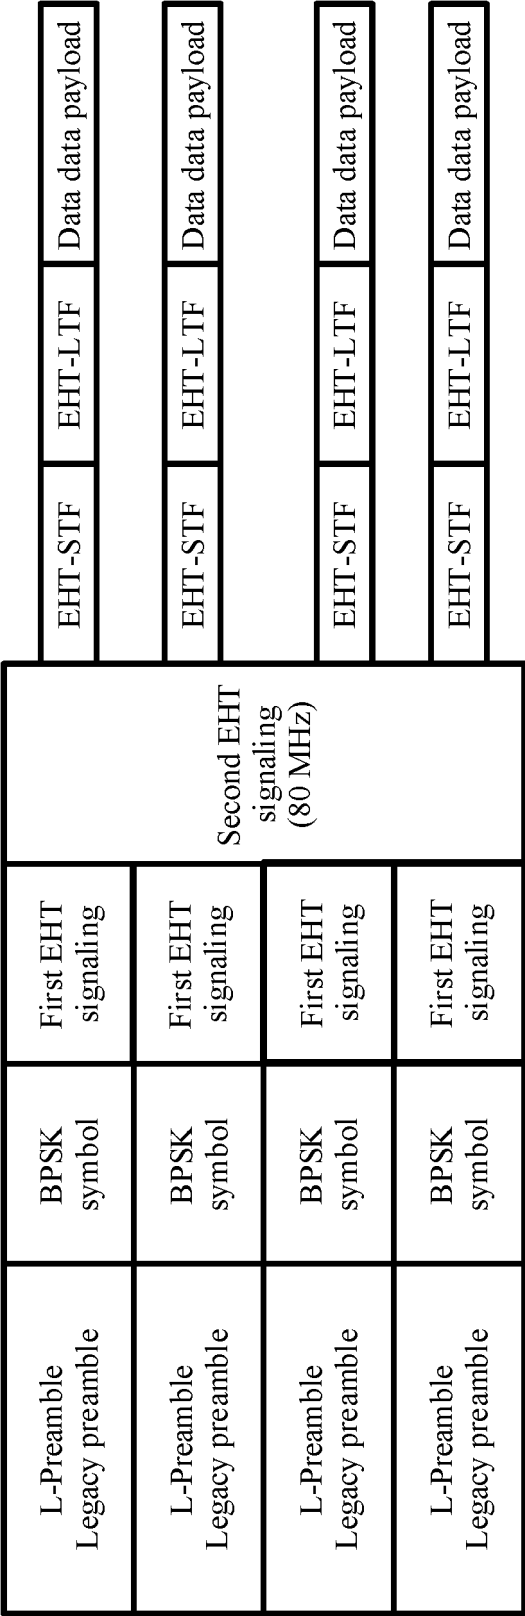 L-Preamble
Legacy preamble
BPSK
symbol
First EHT
signaling
Second EHT
signaling
(80 MHz)
EHT-STF
EHT-LTF
Data data payload
L-Preamble
Legacy preamble
BPSK
symbol
First EHT
signaling
EHT-STF
EHT-LTF
Data data payload
L-Preamble
Legacy preamble
BPSK
symbol
First EHT
signaling
EHT-STF
EHT-LTF
Data data payload
L-Preamble
Legacy preamble
BPSK
symbol
First EHT
signaling
EHT-STF
EHT-LTF
Data data payload